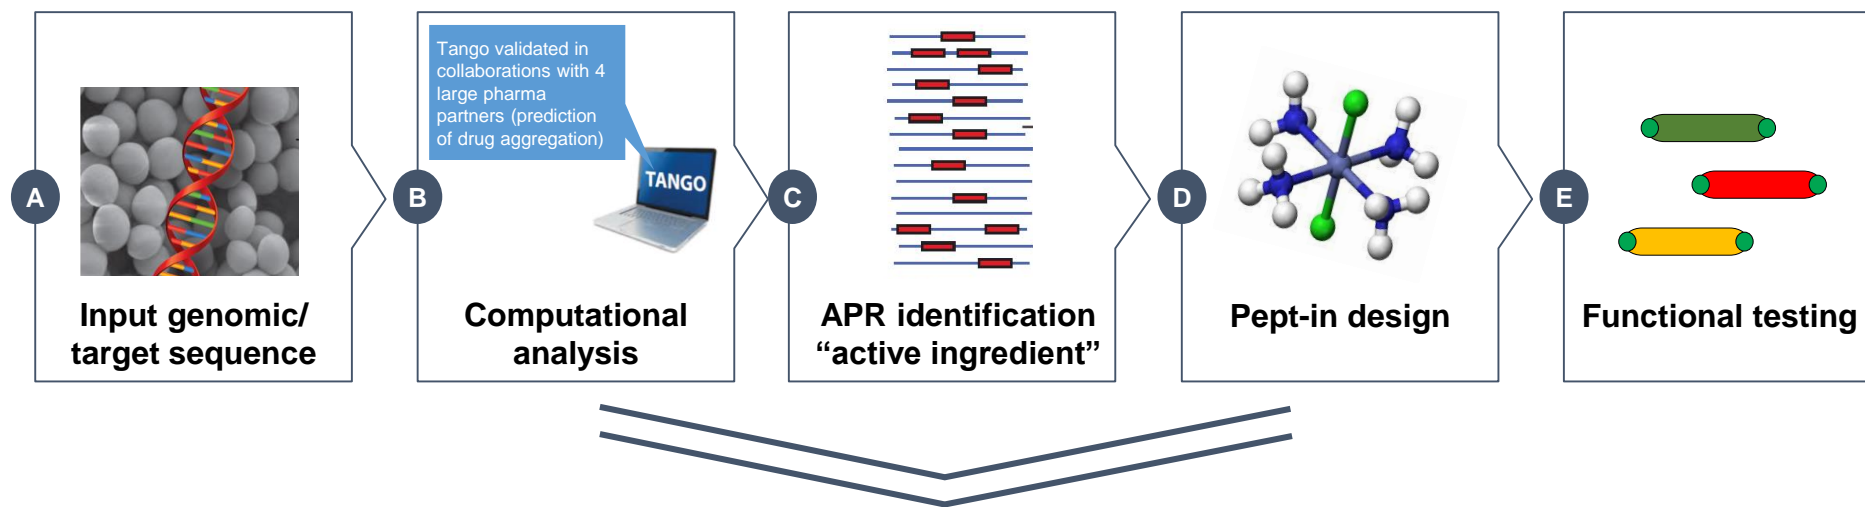 Tango validated in
collaborations with 4
large pharma
partners (prediction
of drug aggregation)
TANGO
A
B
C
D
E
Input genomic/
target sequence
Computational
analysis
APR identification
“active ingredient”
Pept-in design
Functional testing